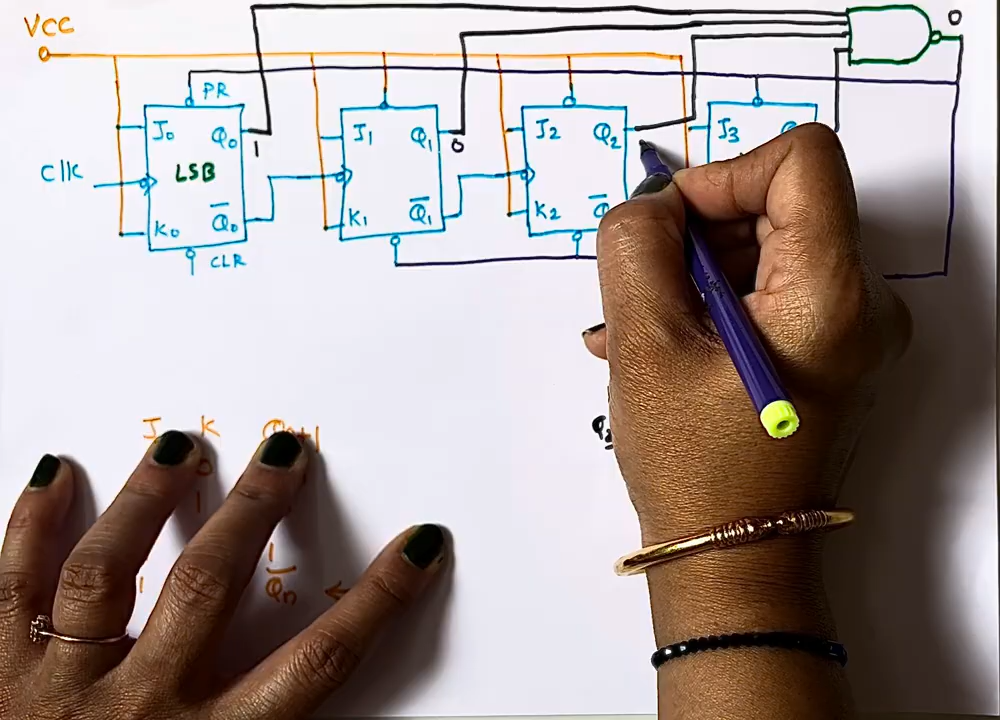 VCC
0
PR
J0 Q0
J1 Q1
J2 Q2
J3
1
0
Clk
LSB
K0 Q̅0
K1 Q̅1
K2
CLR
J K
0
1
1
1
Q̅n ←